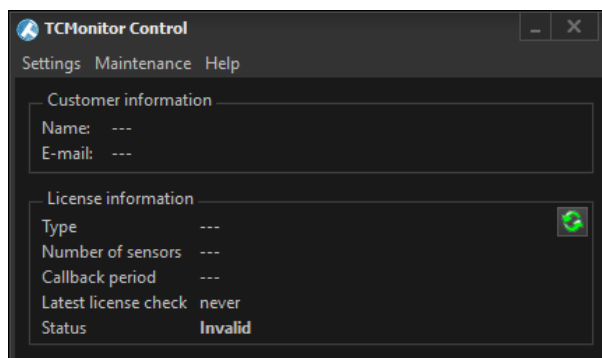 TCMonitor Control
Settings Maintenance Help
Customer information
Name: ---
E-mail: ---
License information
Type ---
Number of sensors ---
Callback period ---
Latest license check never
Status Invalid